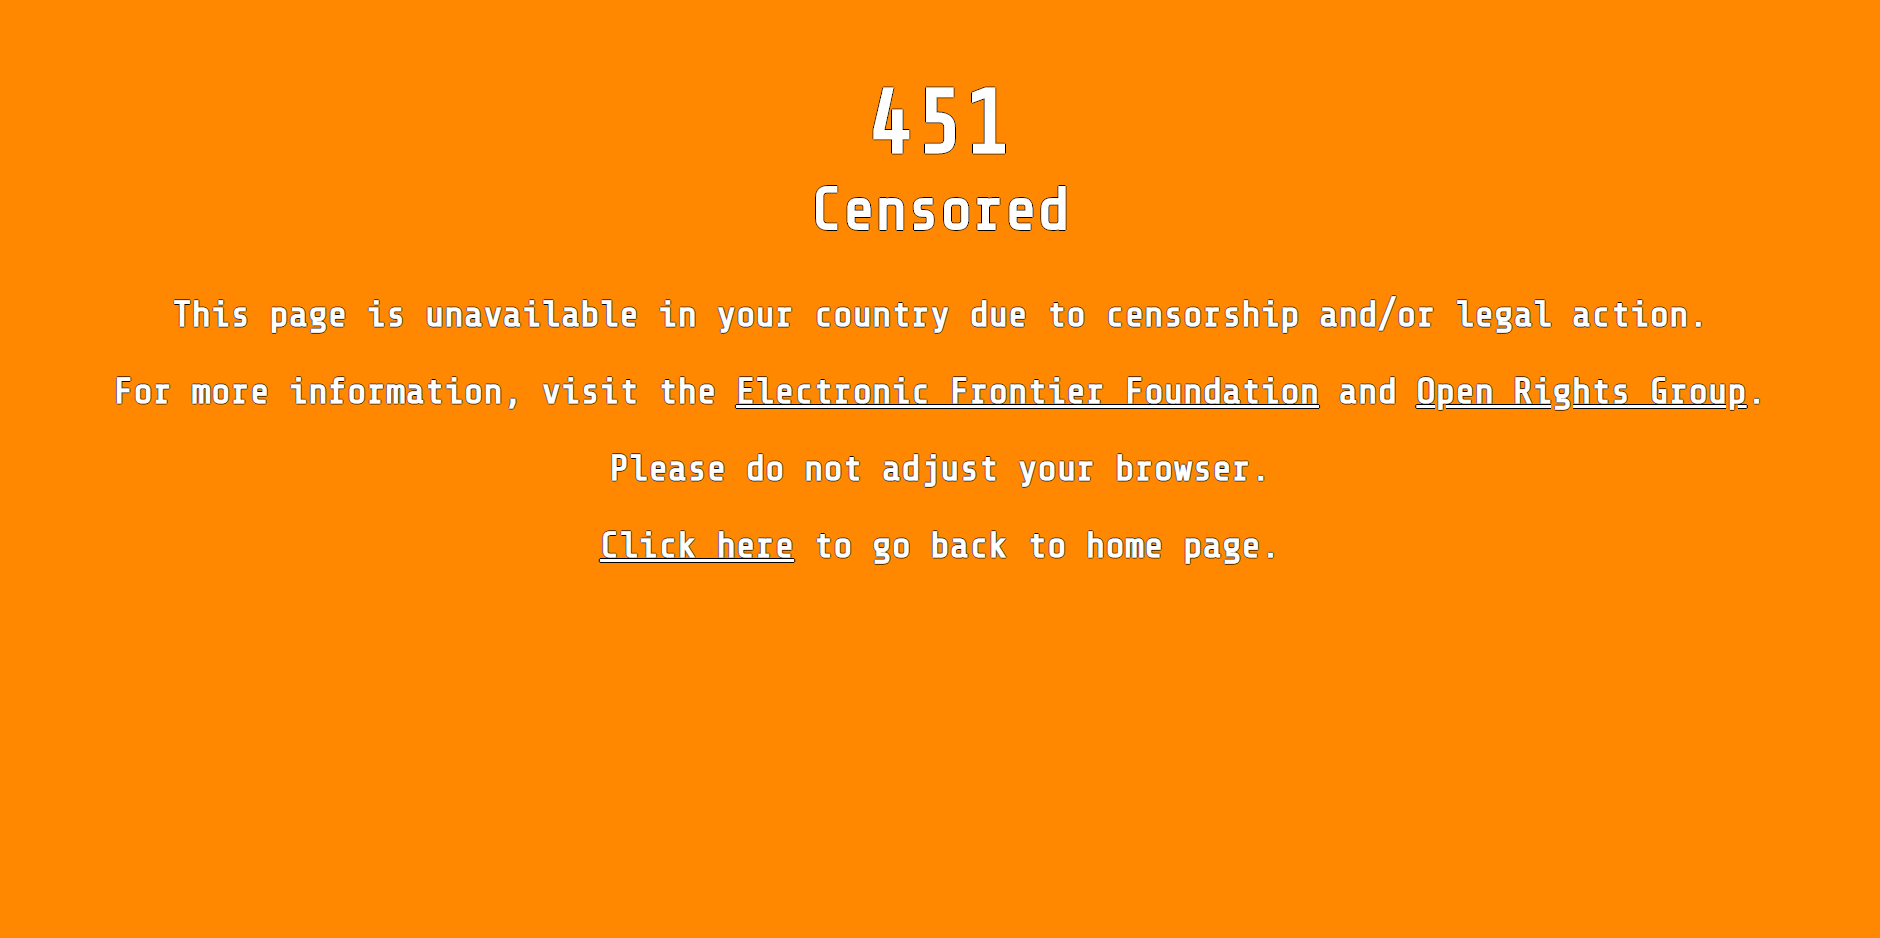 451
Censored
This page is unavailable in your country due to censorship and/or legal action.
For more information, visit the Electronic Frontier Foundation and Open Rights Group.
Please do not adjust your browser.
Click here to go back to home page.